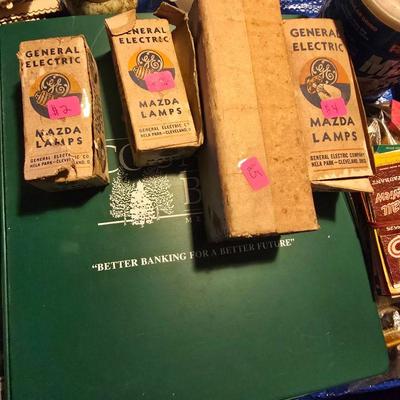 GENERAL
ELECTRIC
GE
$2
MAZDA
LAMPS
GENERAL ELECTRIC CO
NELA PARK-CLEVELAND, O
GENERAL
ELECTRIC
MAZDA
LAMPS
GENERAL ELECTRIC CO
NELA PARK-CLEVELAND, O
GENERAL
ELECTRIC
GE
$4
MAZDA
LAMPS
GENERAL ELECTRIC COMPANY
NELA PARK-CLEVELAND, OHIO
"BETTER BANKING FOR A BETTER FUTURE"